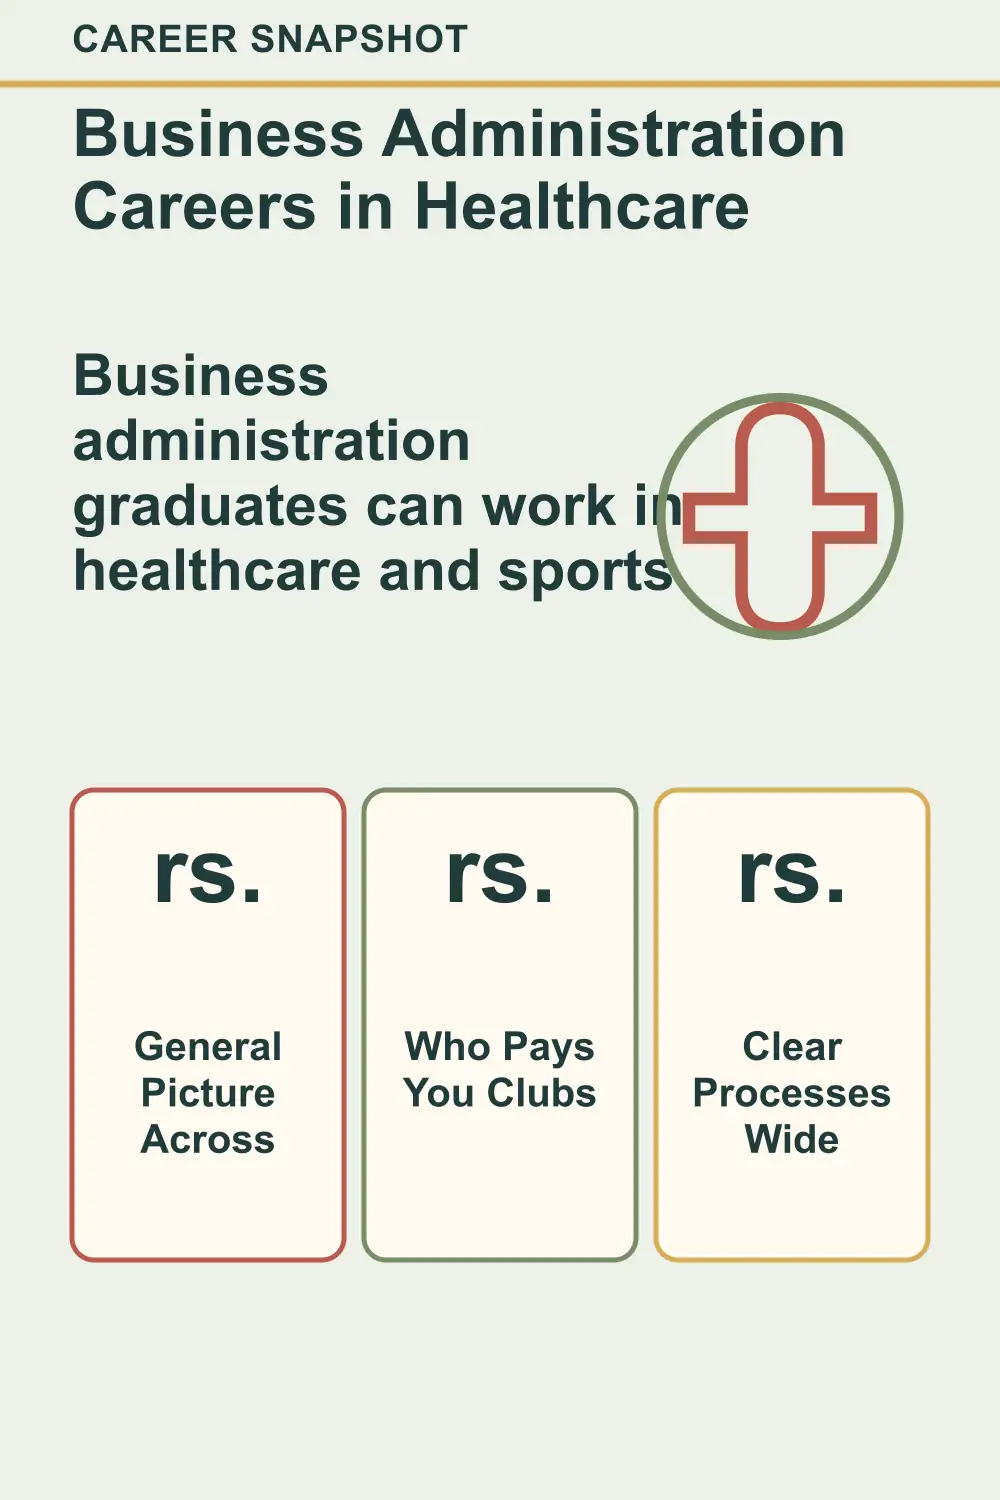 CAREER SNAPSHOT
Business Administration
Careers in Healthcare
Business
administration
graduates can work in
healthcare and sports
rs.
rs.
rs.
General
Picture
Across
Who Pays
You Clubs
Clear
Processes
Wide